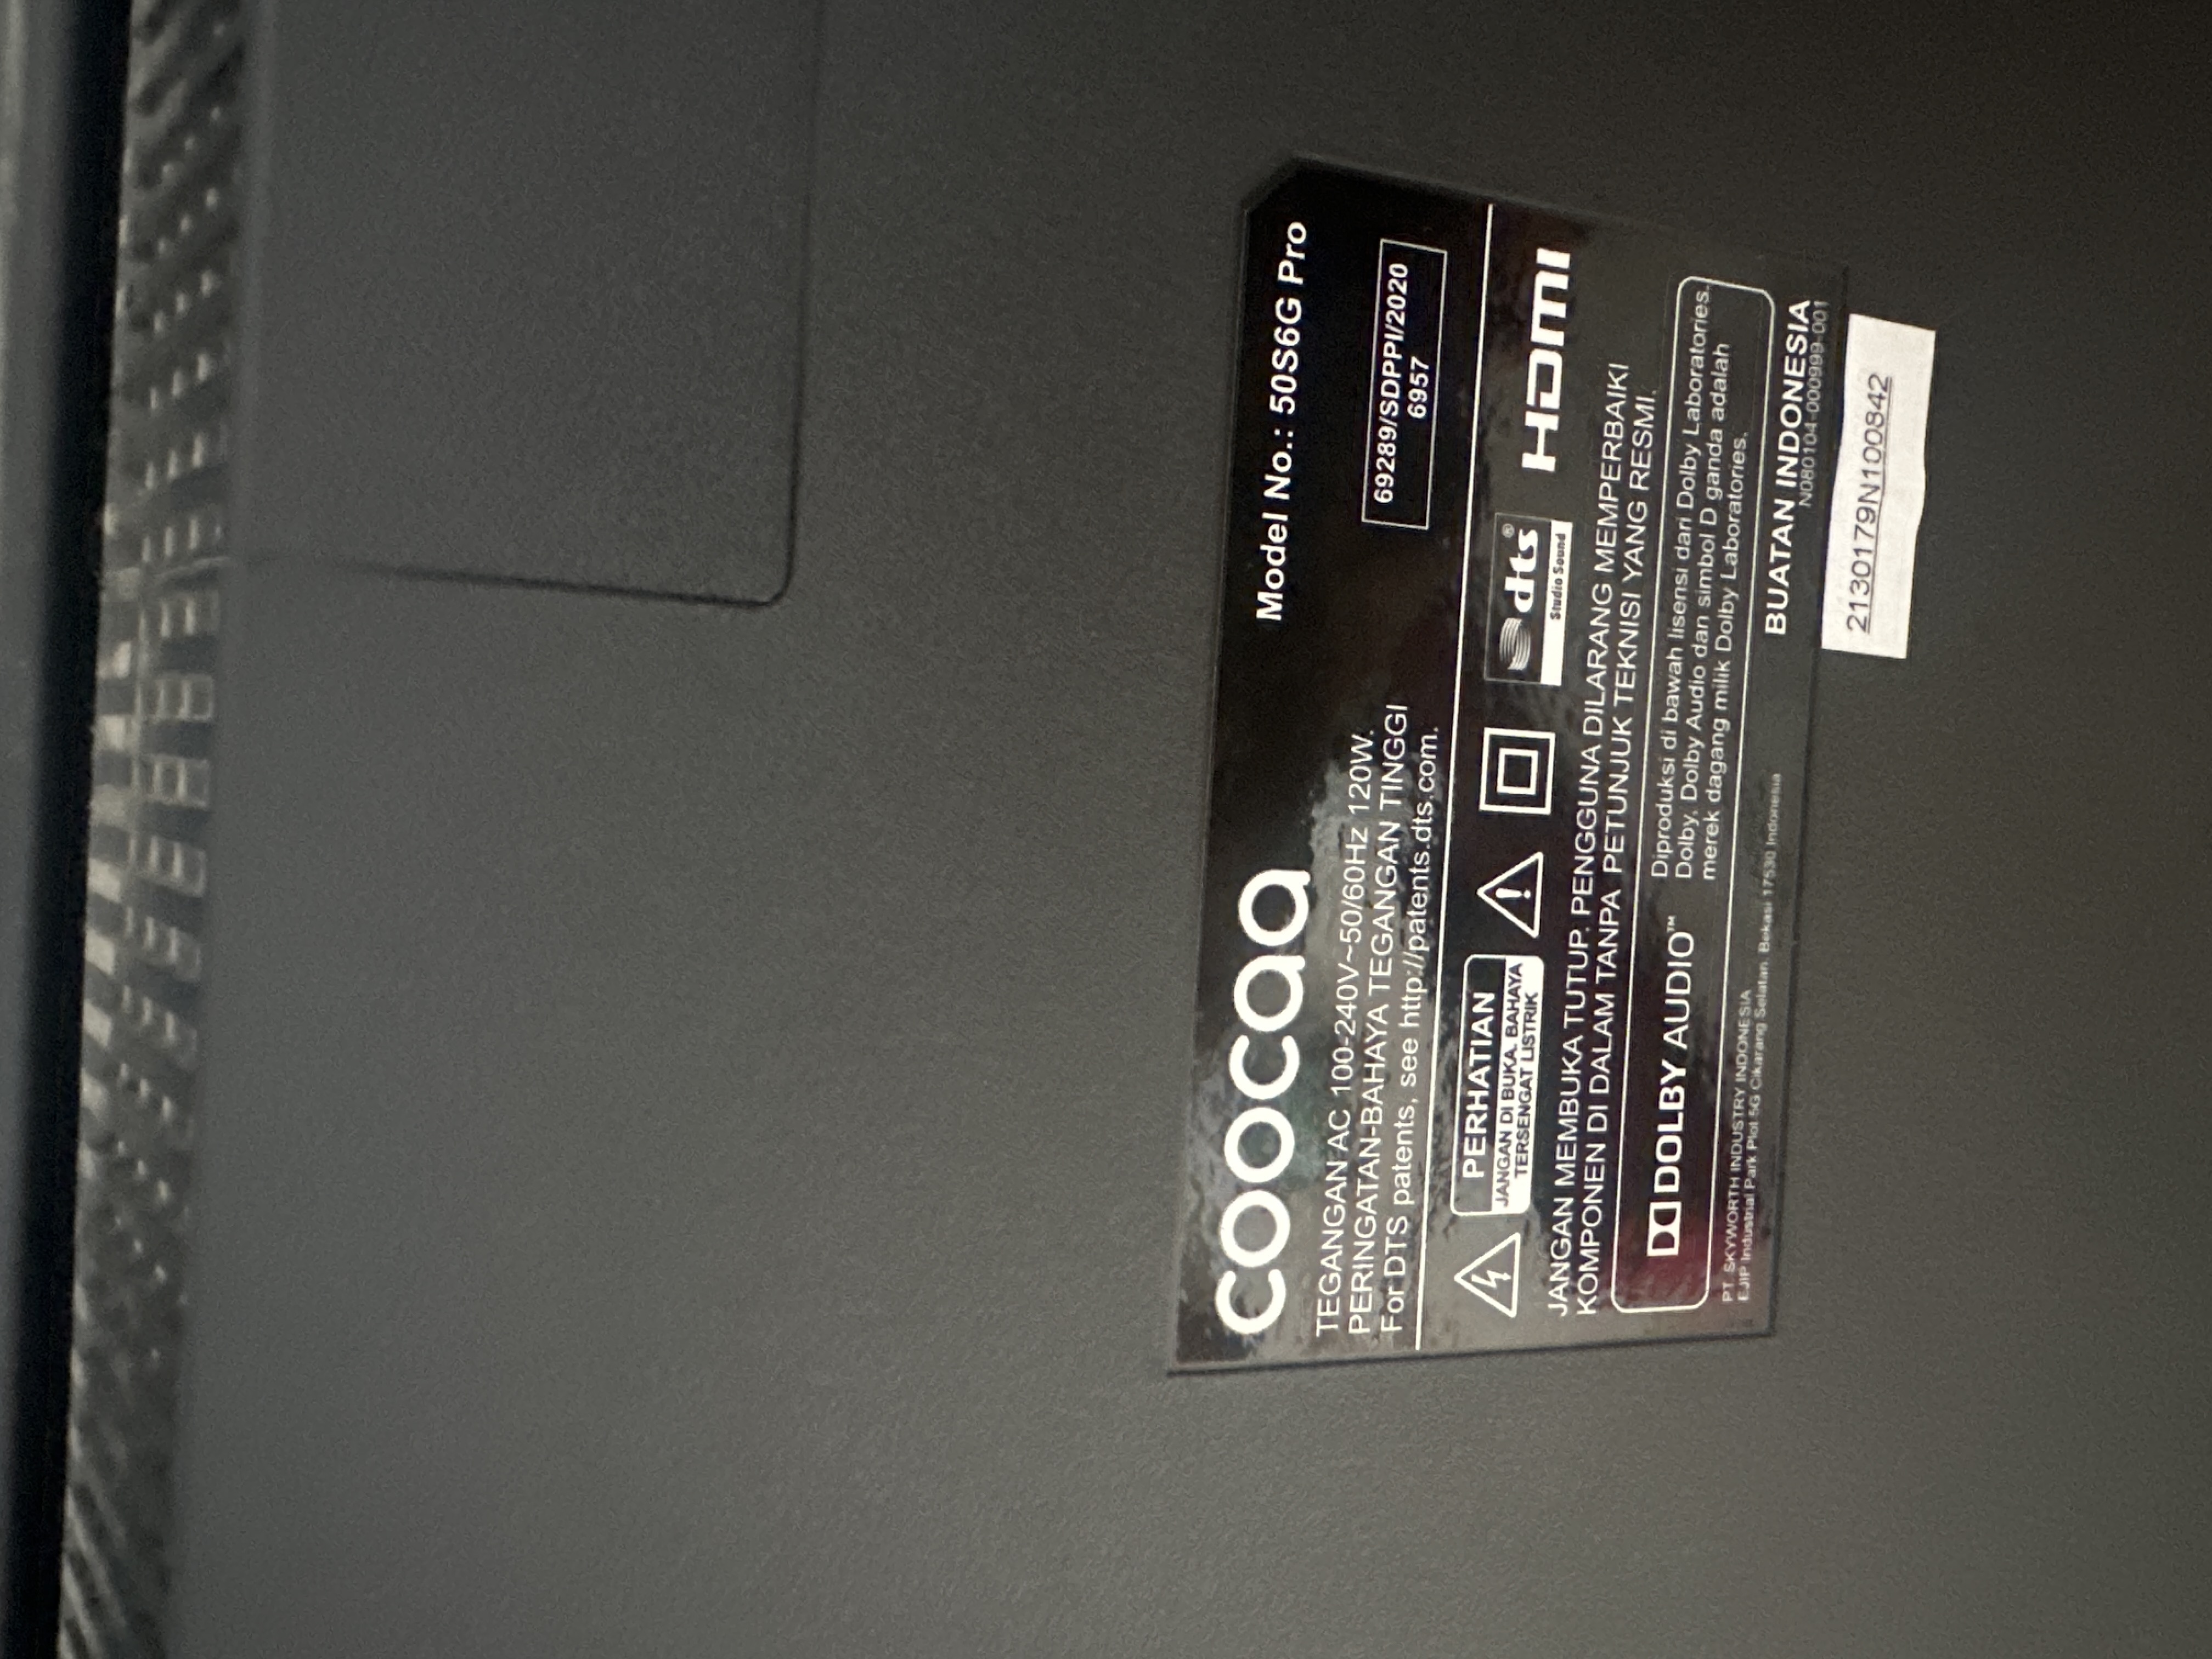 coocaa
Model No.: 50S6G Pro
TEGANGAN AC 100-240V~50/60Hz 120W.
PERINGATAN-BAHAYA TEGANGAN TINGGI
For DTS patents, see http://patents.dts.com.
69289/SDPPI/2020
6957
PERHATIAN
JANGAN DI BUKA. BAHAYA
TERSENGAT LISTRIK
dts®
Studio Sound
HDMI
JANGAN MEMBUKA TUTUP. PENGGUNA DILARANG MEMPERBAIKI
KOMPONEN DI DALAM TANPA PETUNJUK TEKNISI YANG RESMI.
DOLBY AUDIO™
Diproduksi di bawah lisensi dari Dolby Laboratories.
Dolby, Dolby Audio dan simbol D ganda adalah
merek dagang milik Dolby Laboratories.
PT. SKYWORTH INDUSTRY INDONESIA
EJIP Industrial Park Plot 5G Cikarang Selatan, Bekasi 17530 Indonesia
BUATAN INDONESIA
N080104-000999-001
2130179N100842